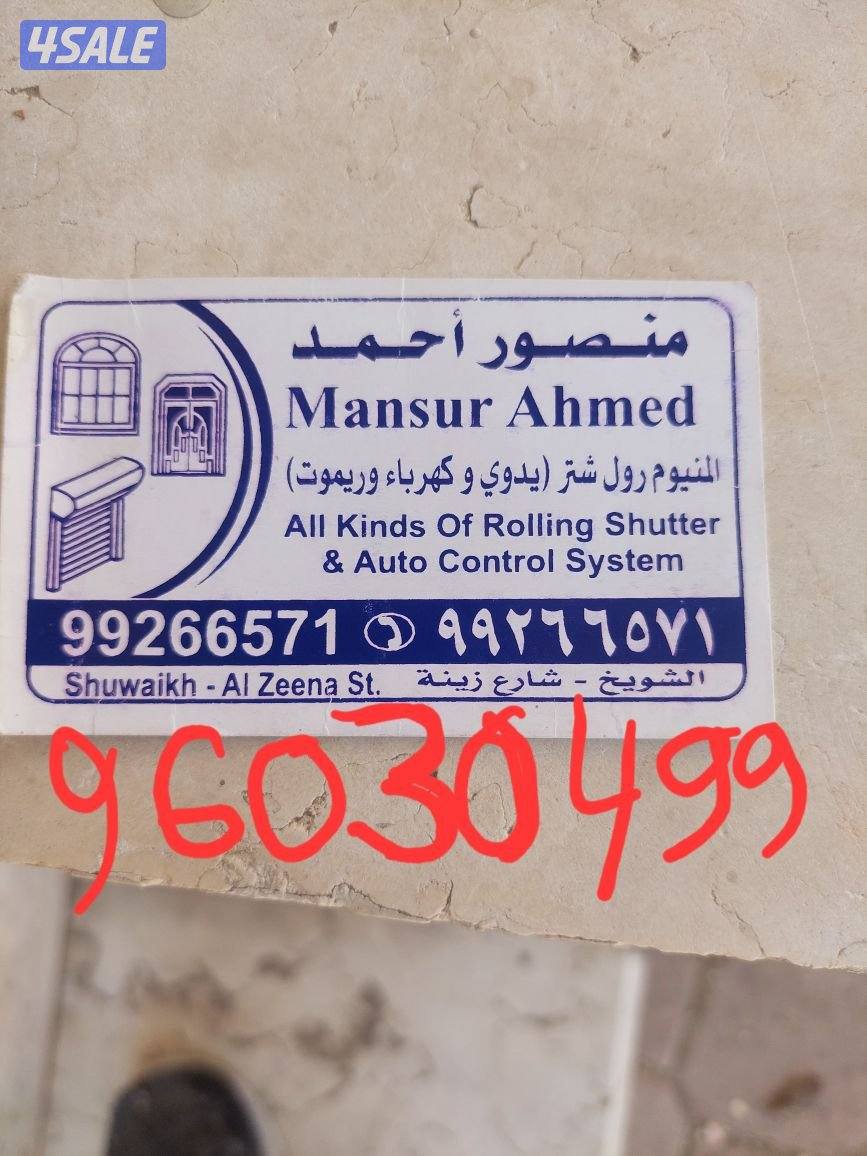 4SALE
منصور أحمد
Mansur Ahmed
المنيوم رول شتر (يدوي و كهرباء وريموت)
All Kinds Of Rolling Shutter
& Auto Control System
99266571 ٩٩٢٦٦٥٧١
Shuwaikh - Al Zeena St. الشويخ - شارع زينة
96030499